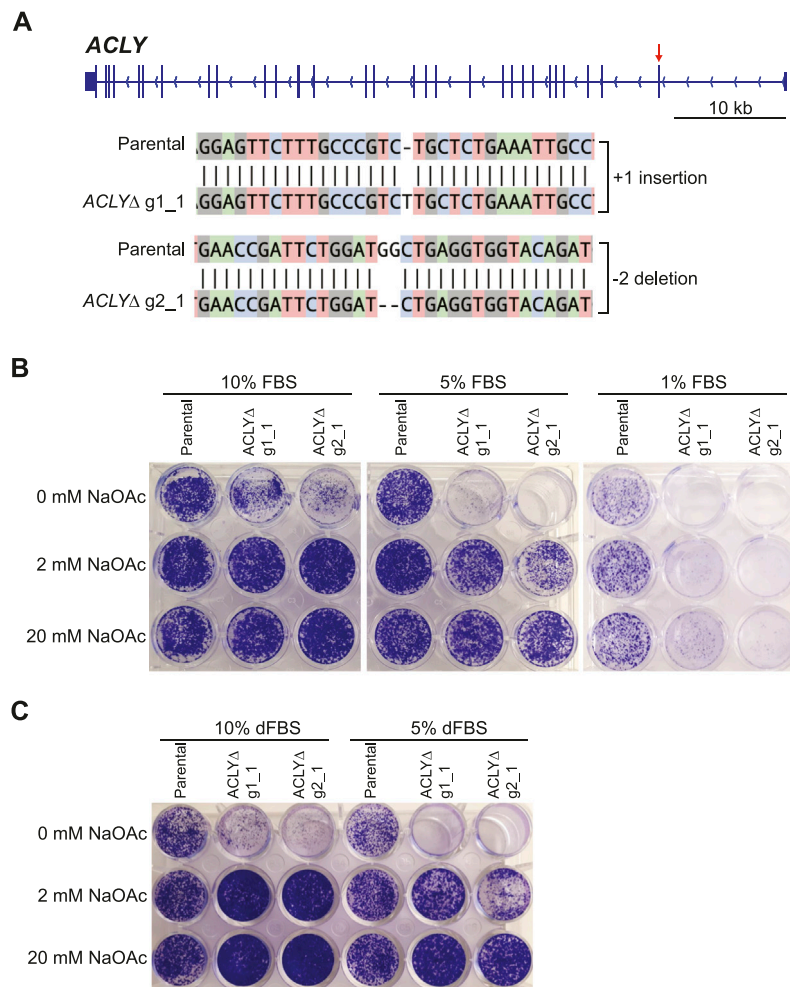 A
ACLY
10 kb
Parental
GGAGTTCTTTGCCCGTC-TGCTCTGAAATTGCC
+1 insertion
ACLYΔ g1_1
GGAGTTCTTTGCCCGTCTTGCTCTGAAATTGCC
Parental
GAACCGATTCTGGATGGCTGAGGTGGTACAGAT
-2 deletion
ACLYΔ g2_1
GAACCGATTCTGGAT--CTGAGGTGGTACAGAT
B
10% FBS 5% FBS 1% FBS
Parental ACLYΔ g1_1 ACLYΔ g2_1 Parental ACLYΔ g1_1 ACLYΔ g2_1 Parental ACLYΔ g1_1 ACLYΔ g2_1
0 mM NaOAc
2 mM NaOAc
20 mM NaOAc
C
10% dFBS 5% dFBS
Parental ACLYΔ g1_1 ACLYΔ g2_1 Parental ACLYΔ g1_1 ACLYΔ g2_1
0 mM NaOAc
2 mM NaOAc
20 mM NaOAc